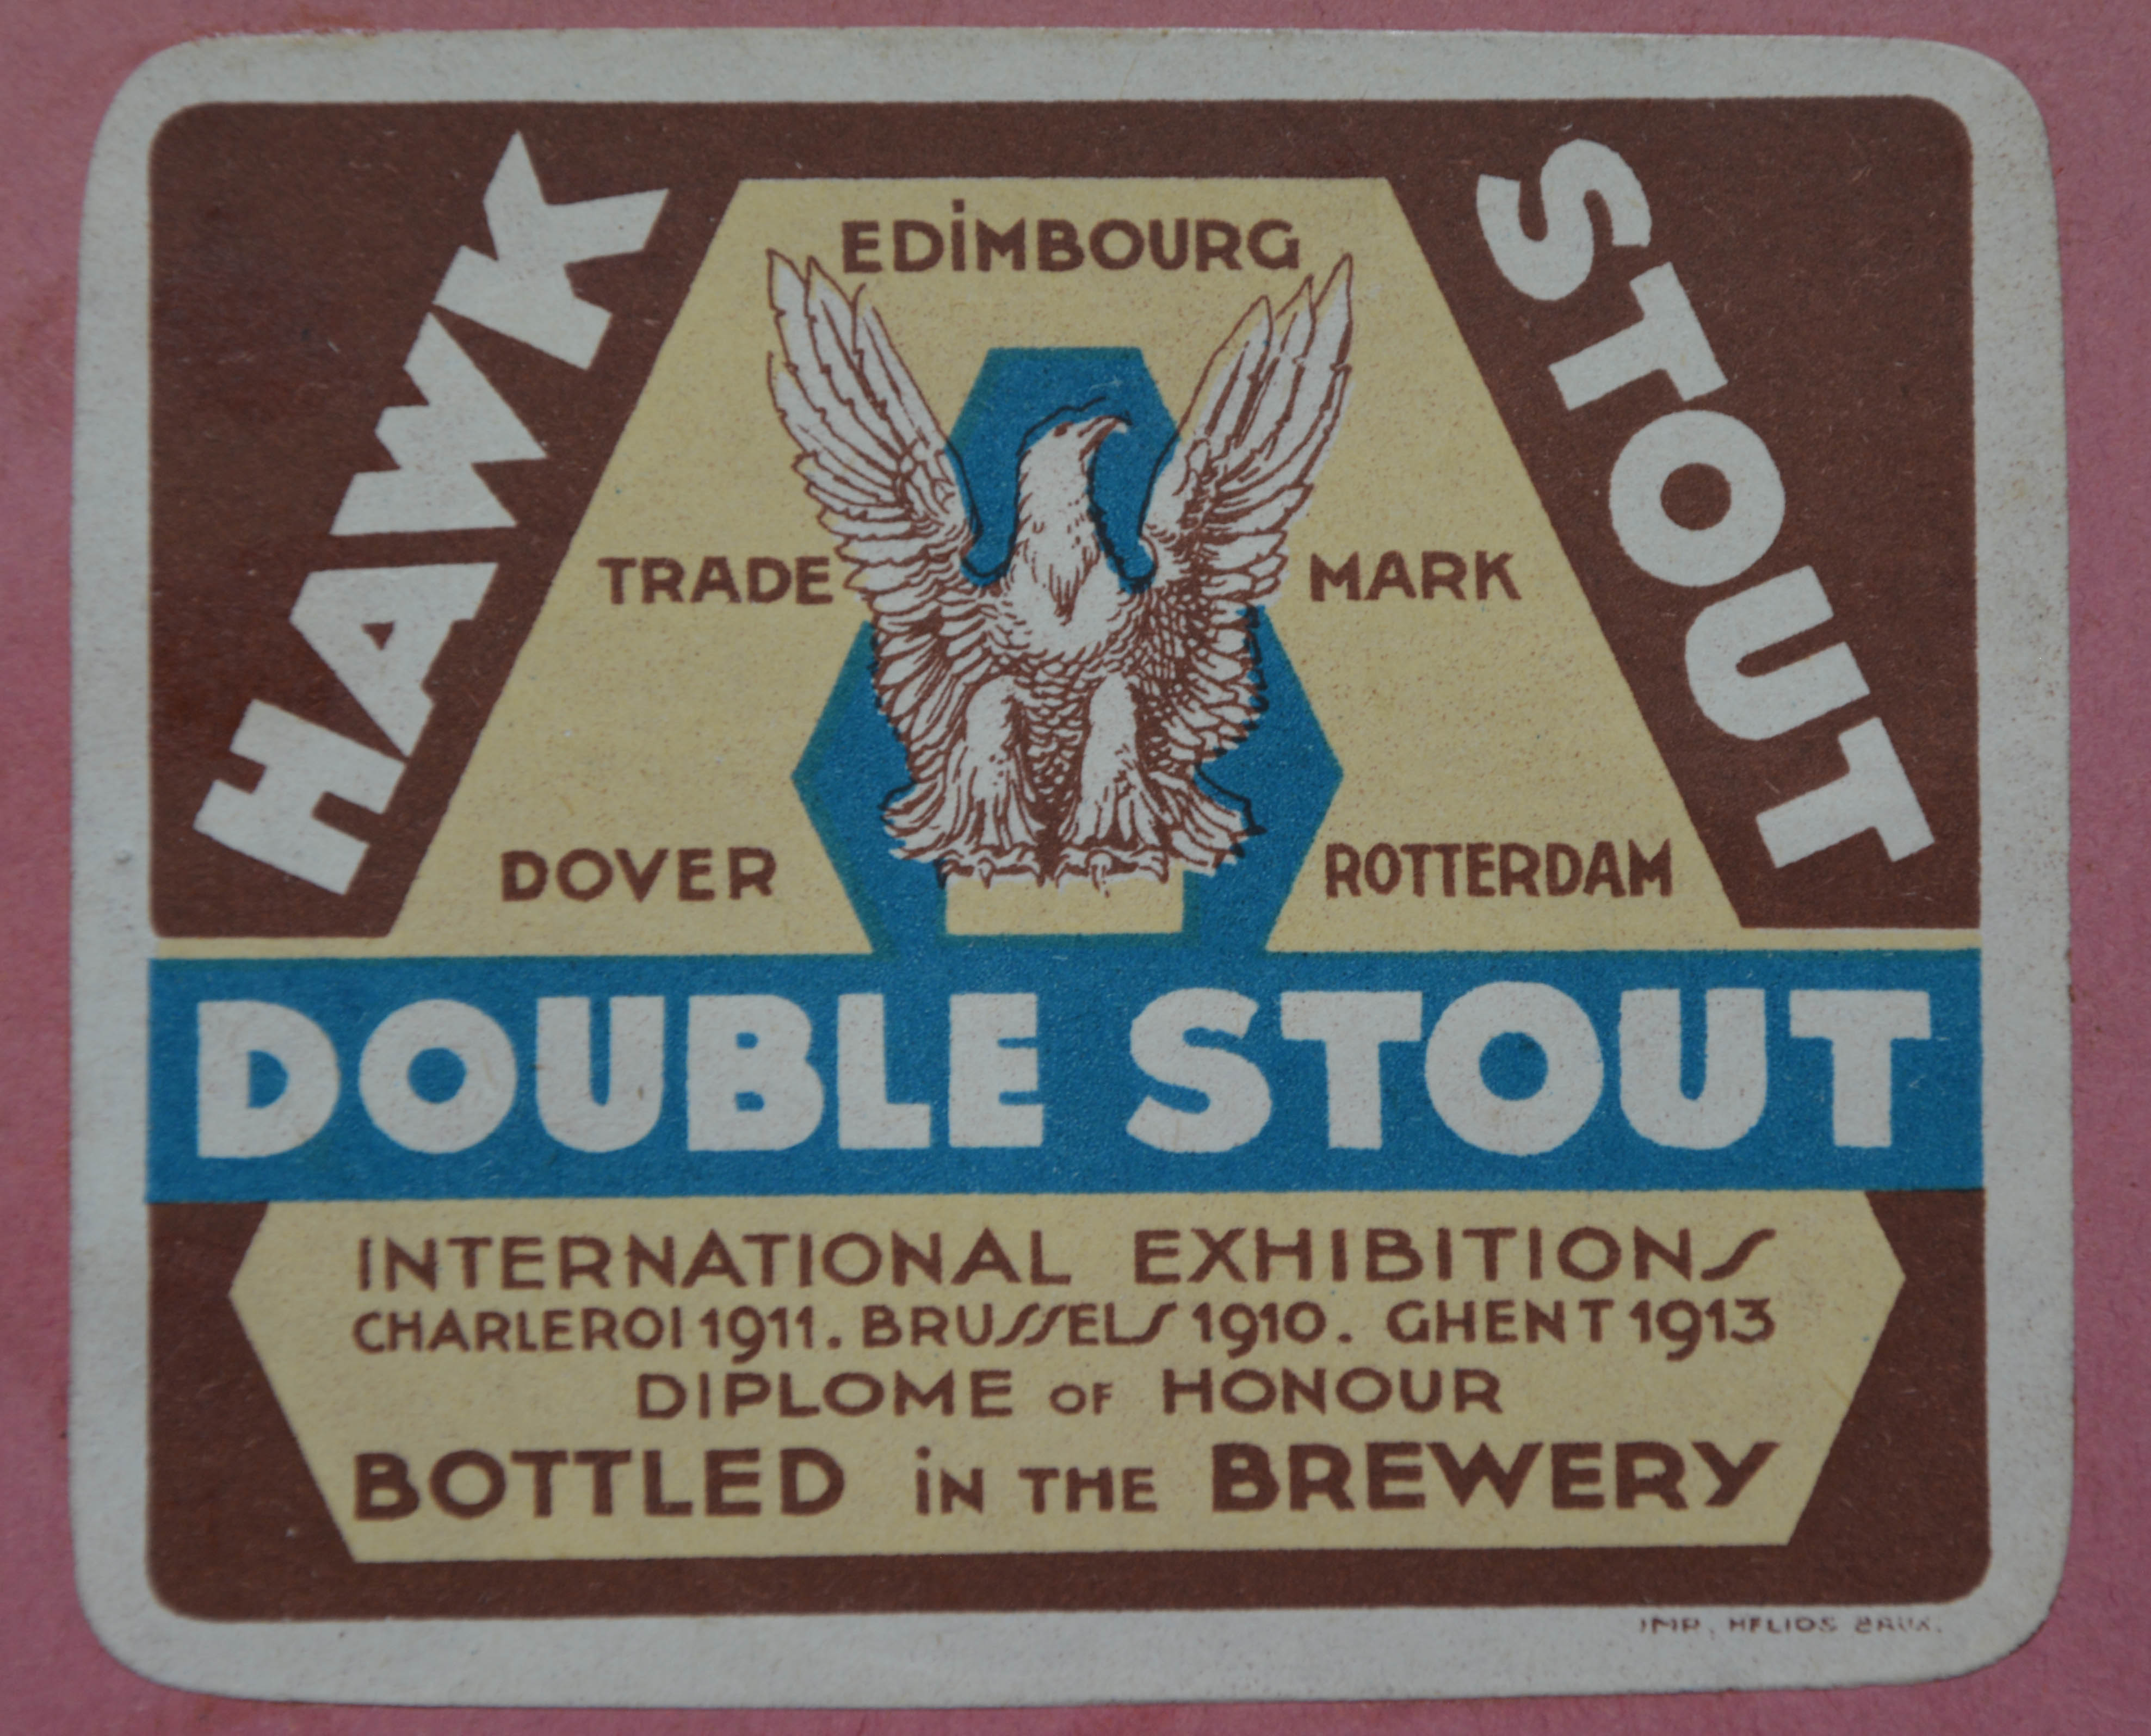 HAWK
STOUT
EDiMBOURG
TRADE MARK
DOVER ROTTERDAM
DOUBLE STOUT
INTERNATIONAL EXHIBITIONS
CHARLEROI 1911. BRUSSELS 1910. GHENT 1913
DIPLOME OF HONOUR
BOTTLED iN THE BREWERY
IMP. HELIOS BRUX.